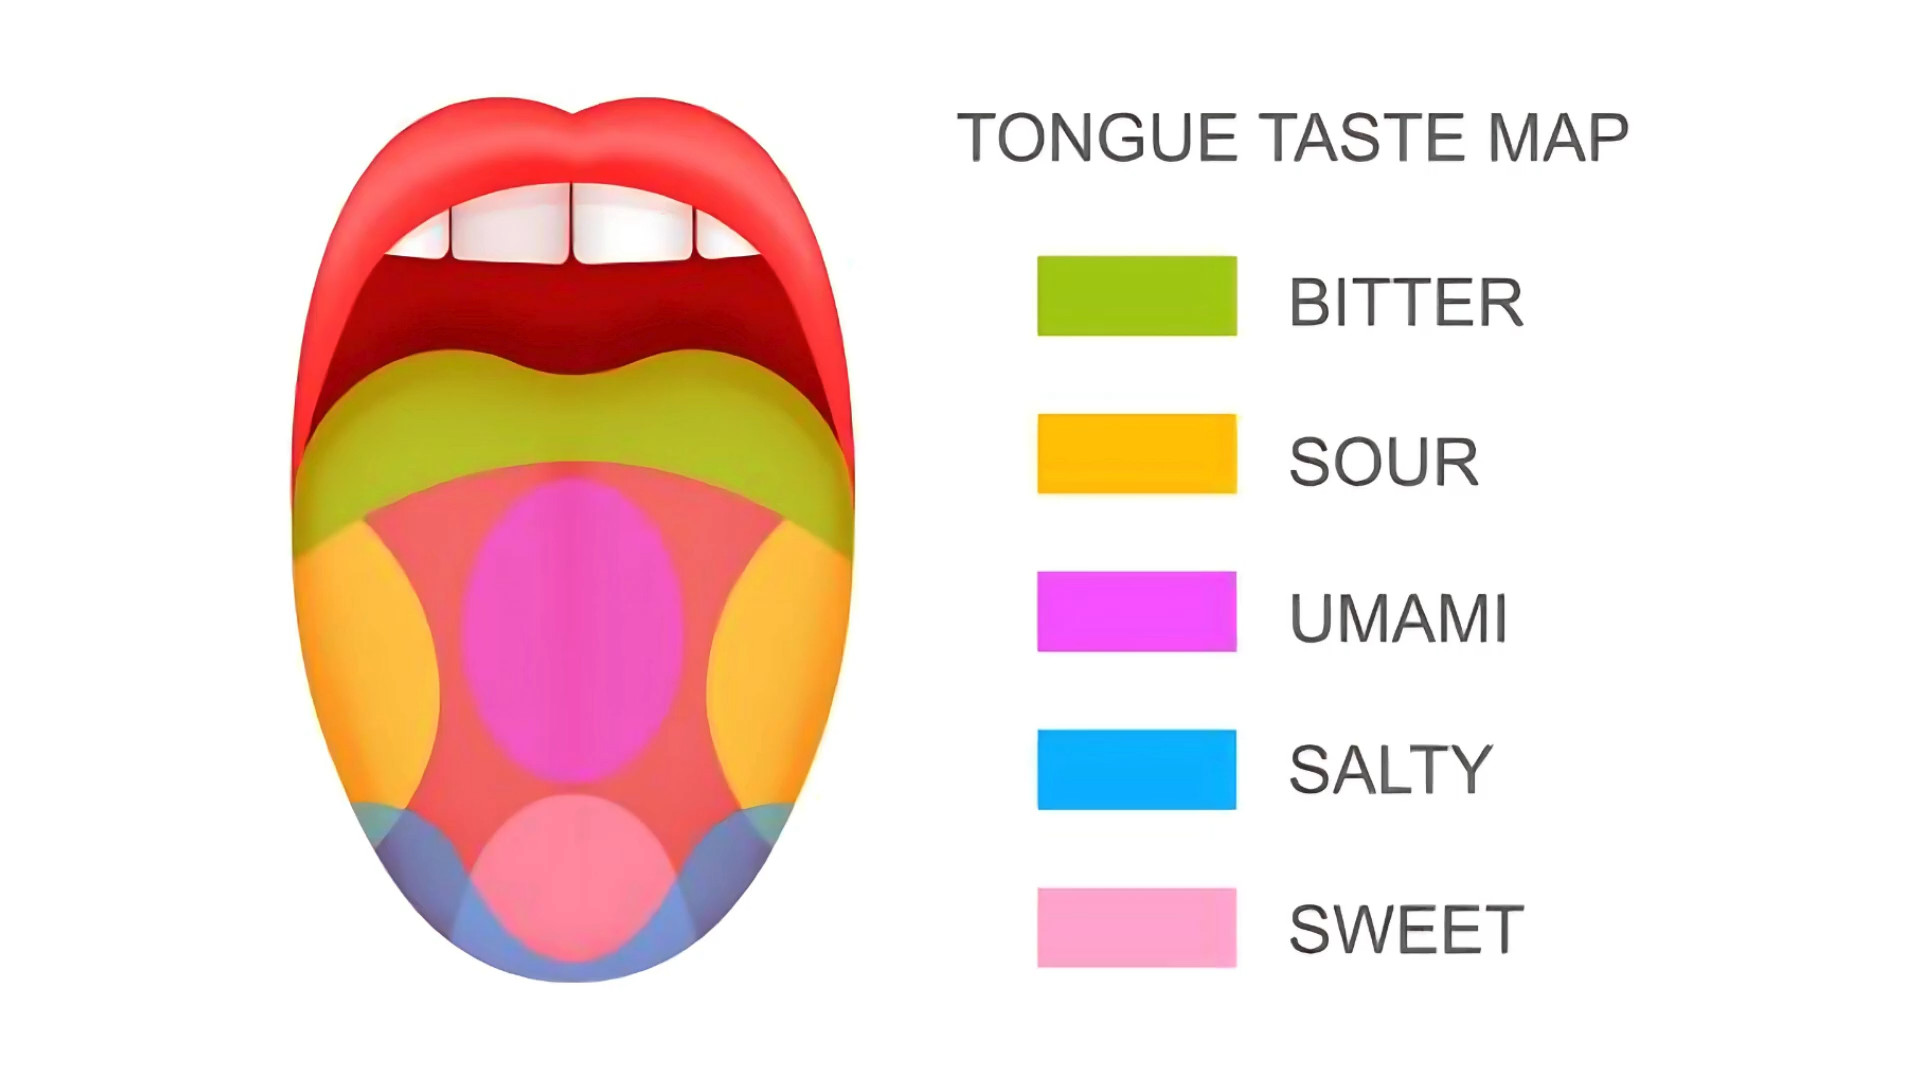 TONGUE TASTE MAP
BITTER
SOUR
UMAMI
SALTY
SWEET